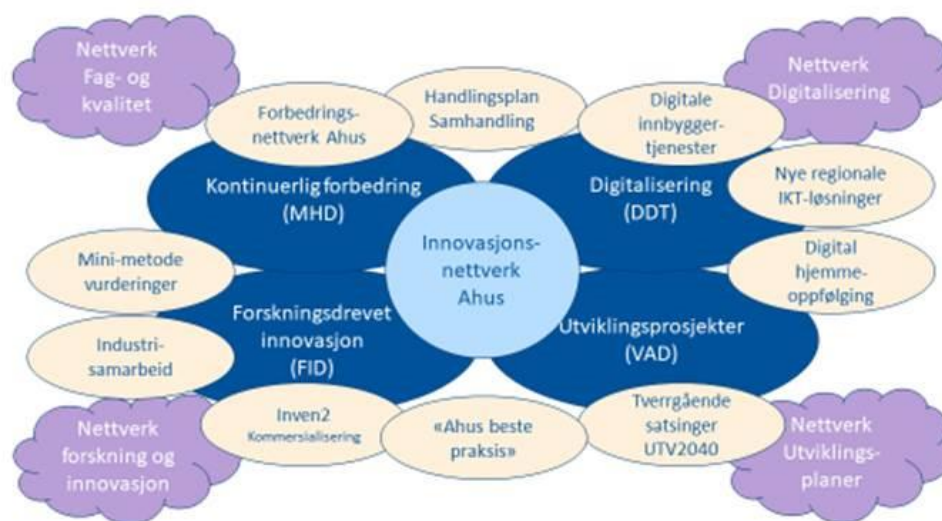 Nettverk
Fag- og
kvalitet
Nettverk
Digitalisering
Forbedrings-
nettverk Ahus
Handlingsplan
Samhandling
Digitale
innbygger-
tjenester
Kontinuerlig forbedring
(MHD)
Digitalisering
(DDT)
Nye regionale
IKT-løsninger
Innovasjons-
nettverk
Ahus
Mini-metode
vurderinger
Digital
hjemme-
oppfølging
Forskningsdrevet
innovasjon
(FID)
Utviklingsprosjekter
(VAD)
Industri-
samarbeid
Nettverk
forskning og
innovasjon
Inven2
Kommersialisering
«Ahus beste
praksis»
Tverrgående
satsinger
UTV2040
Nettverk
Utviklings-
planer